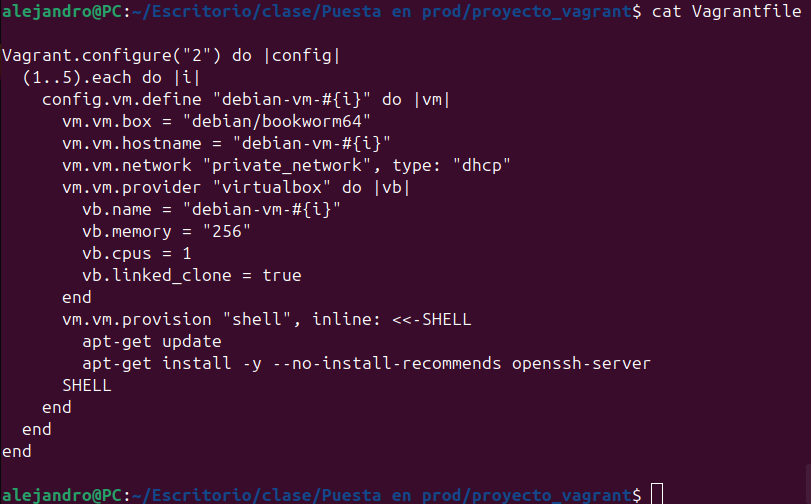 alejandro@PC:~/Escritorio/clase/Puesta en prod/proyecto_vagrant$ cat Vagrantfile
Vagrant.configure("2") do |config|
  (1..5).each do |i|
    config.vm.define "debian-vm-#{i}" do |vm|
      vm.vm.box = "debian/bookworm64"
      vm.vm.hostname = "debian-vm-#{i}"
      vm.vm.network "private_network", type: "dhcp"
      vm.vm.provider "virtualbox" do |vb|
        vb.name = "debian-vm-#{i}"
        vb.memory = "256"
        vb.cpus = 1
        vb.linked_clone = true
      end
      vm.vm.provision "shell", inline: <<-SHELL
        apt-get update
        apt-get install -y --no-install-recommends openssh-server
      SHELL
    end
  end
end
alejandro@PC:~/Escritorio/clase/Puesta en prod/proyecto_vagrant$